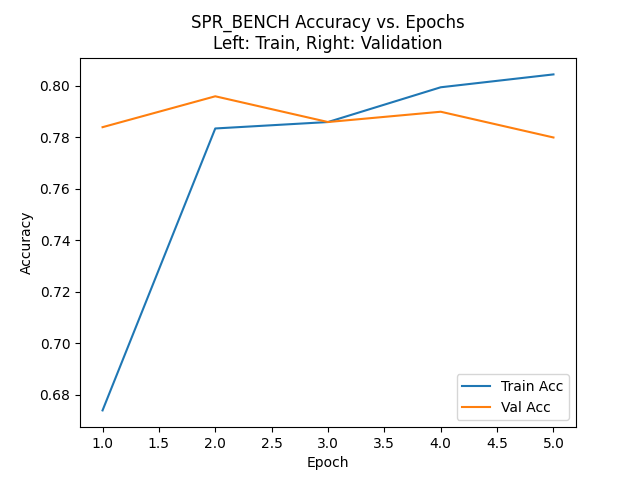 SPR_BENCH Accuracy vs. Epochs
Left: Train, Right: Validation
Accuracy
0.80
0.78
0.76
0.74
0.72
0.70
0.68
Train Acc
Val Acc
1.0 1.5 2.0 2.5 3.0 3.5 4.0 4.5 5.0
Epoch